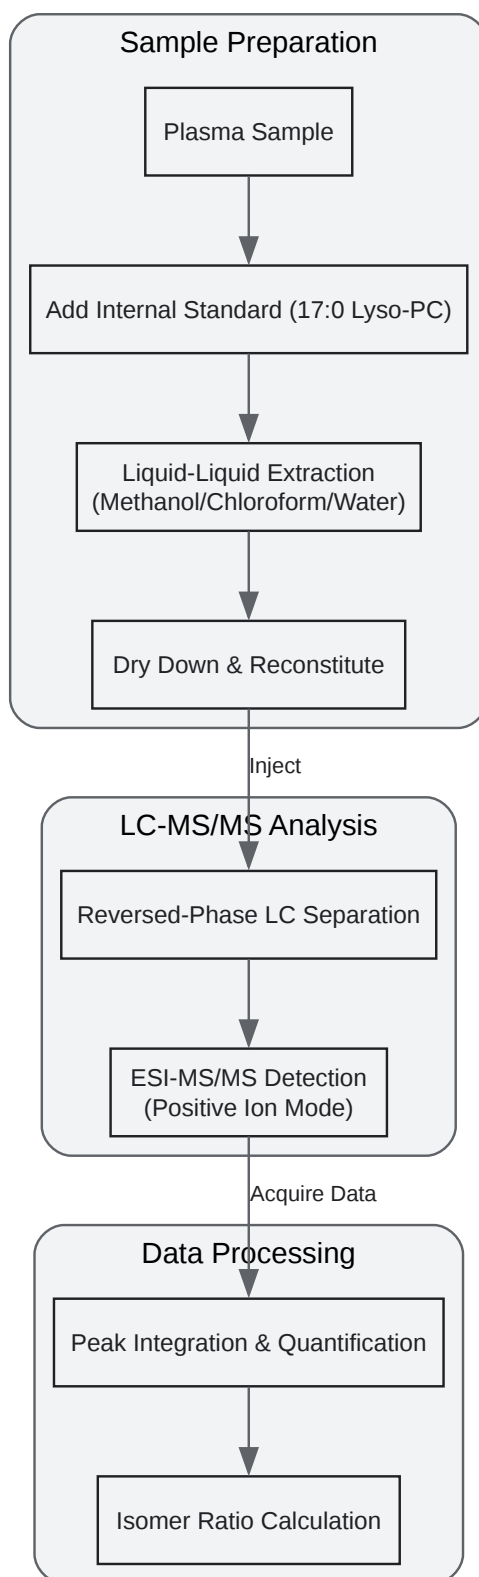 Sample Preparation
Plasma Sample
Add Internal Standard (17:0 Lyso-PC)
Liquid-Liquid Extraction
(Methanol/Chloroform/Water)
Dry Down & Reconstitute
Inject
LC-MS/MS Analysis
Reversed-Phase LC Separation
ESI-MS/MS Detection
(Positive Ion Mode)
Acquire Data
Data Processing
Peak Integration & Quantification
Isomer Ratio Calculation